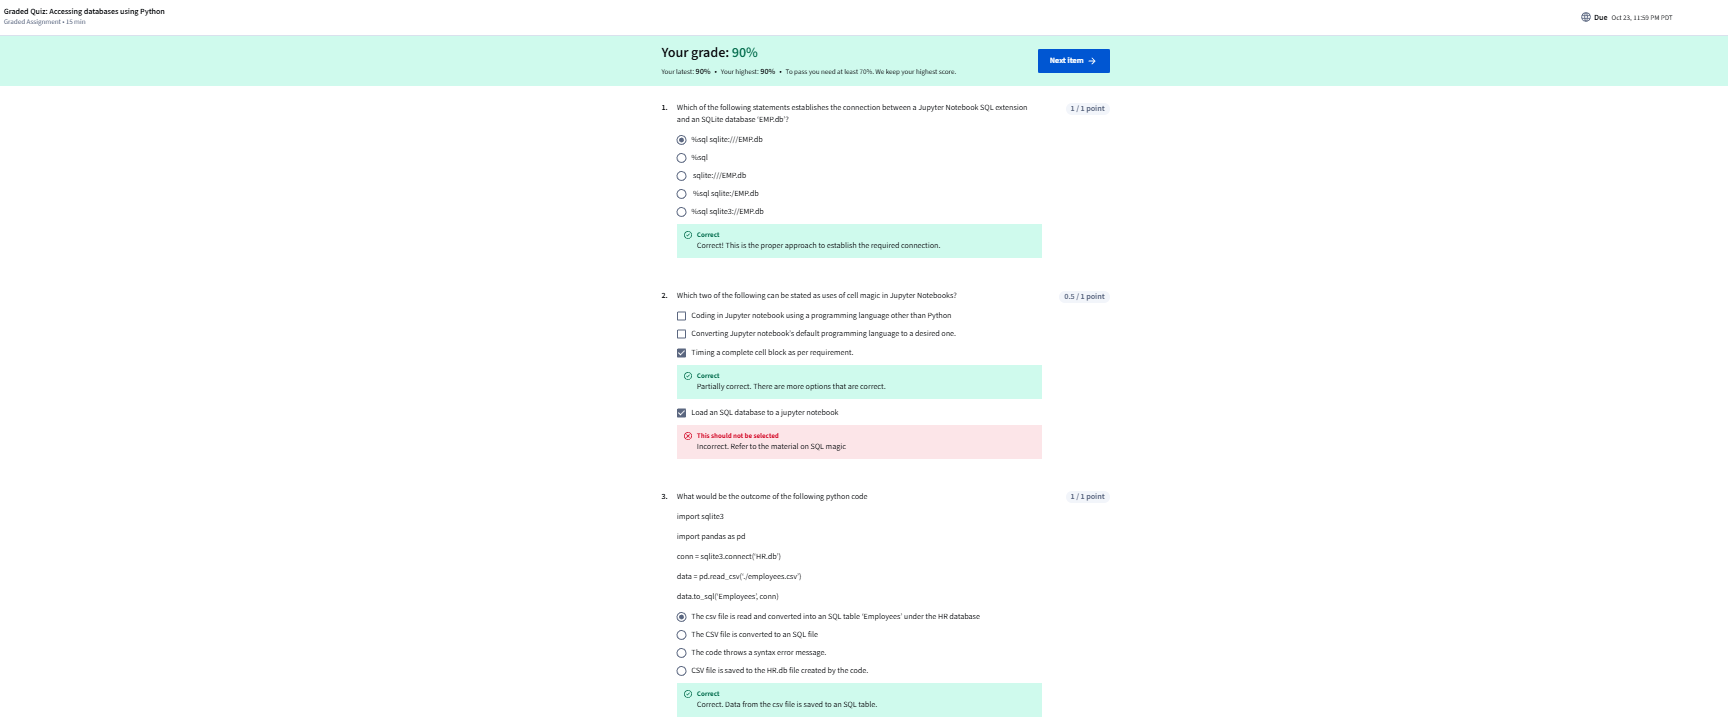 Graded Quiz: Accessing databases using Python
Graded Assignment • 15 min
Due Oct 23, 11:59 PM PDT
Your grade: 90%
Your latest: 90% • Your highest: 90% • To pass you need at least 70%. We keep your highest score.
Next item →
1. Which of the following statements establishes the connection between a Jupyter Notebook SQL extension
and an SQLite database ‘EMP.db’?
1 / 1 point
%sql sqlite:///EMP.db
%sql
sqlite:///EMP.db
%sql sqlite:/EMP.db
%sql sqlite3://EMP.db
Correct
Correct! This is the proper approach to establish the required connection.
2. Which two of the following can be stated as uses of cell magic in Jupyter Notebooks?
0.5 / 1 point
Coding in Jupyter notebook using a programming language other than Python
Converting Jupyter notebook’s default programming language to a desired one.
Timing a complete cell block as per requirement.
Correct
Partially correct. There are more options that are correct.
Load an SQL database to a jupyter notebook
This should not be selected
Incorrect. Refer to the material on SQL magic
3. What would be the outcome of the following python code
1 / 1 point
import sqlite3
import pandas as pd
conn = sqlite3.connect(‘HR.db’)
data = pd.read_csv(‘./employees.csv’)
data.to_sql(‘Employees’, conn)
The csv file is read and converted into an SQL table ‘Employees’ under the HR database
The CSV file is converted to an SQL file
The code throws a syntax error message.
CSV file is saved to the HR.db file created by the code.
Correct
Correct. Data from the csv file is saved to an SQL table.